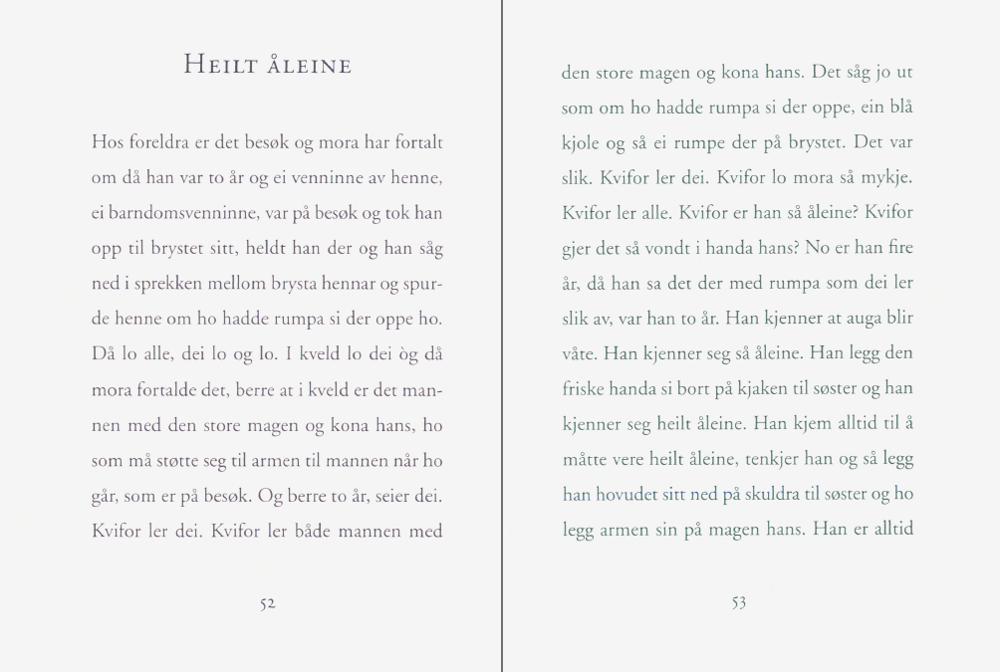 Heilt åleine
Hos foreldra er det besøk og mora har fortalt
om då han var to år og ei venninne av henne,
ei barndomsvenninne, var på besøk og tok han
opp til brystet sitt, heldt han der og han såg
ned i sprekken mellom brysta hennar og spur-
de henne om ho hadde rumpa si der oppe ho.
Då lo alle, dei lo og lo. I kveld lo dei òg då
mora fortalde det, berre at i kveld er det man-
nen med den store magen og kona hans, ho
som må støtte seg til armen til mannen når ho
går, som er på besøk. Og berre to år, seier dei.
Kvifor ler dei. Kvifor ler både mannen med
52
den store magen og kona hans. Det såg jo ut
som om ho hadde rumpa si der oppe, ein blå
kjole og så ei rumpe der på brystet. Det var
slik. Kvifor ler dei. Kvifor lo mora så mykje.
Kvifor ler alle. Kvifor er han så åleine? Kvifor
gjer det så vondt i handa hans? No er han fire
år, då han sa det der med rumpa som dei ler
slik av, var han to år. Han kjenner at auga blir
våte. Han kjenner seg så åleine. Han legg den
friske handa si bort på kjaken til søster og han
kjenner seg heilt åleine. Han kjem alltid til å
måtte vere heilt åleine, tenkjer han og så legg
han hovudet sitt ned på skuldra til søster og ho
legg armen sin på magen hans. Han er alltid
53